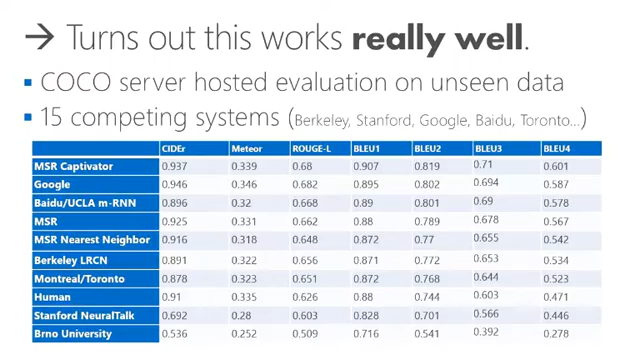 → Turns out this works really well.
▪ COCO server hosted evaluation on unseen data
▪ 15 competing systems (Berkeley, Stanford, Google, Baidu, Toronto...)
CIDEr Meteor ROUGE-L BLEU1 BLEU2 BLEU3 BLEU4
MSR Captivator 0.937 0.339 0.68 0.907 0.819 0.71 0.601
Google 0.946 0.346 0.682 0.895 0.802 0.694 0.587
Baidu/UCLA m-RNN 0.896 0.32 0.668 0.89 0.801 0.69 0.578
MSR 0.925 0.331 0.662 0.88 0.789 0.678 0.567
MSR Nearest Neighbor 0.916 0.318 0.648 0.872 0.77 0.655 0.542
Berkeley LRCN 0.891 0.322 0.656 0.871 0.772 0.653 0.534
Montreal/Toronto 0.878 0.323 0.651 0.872 0.768 0.644 0.523
Human 0.91 0.335 0.626 0.88 0.744 0.603 0.471
Stanford NeuralTalk 0.692 0.28 0.603 0.828 0.701 0.566 0.446
Brno University 0.536 0.252 0.509 0.716 0.541 0.392 0.278